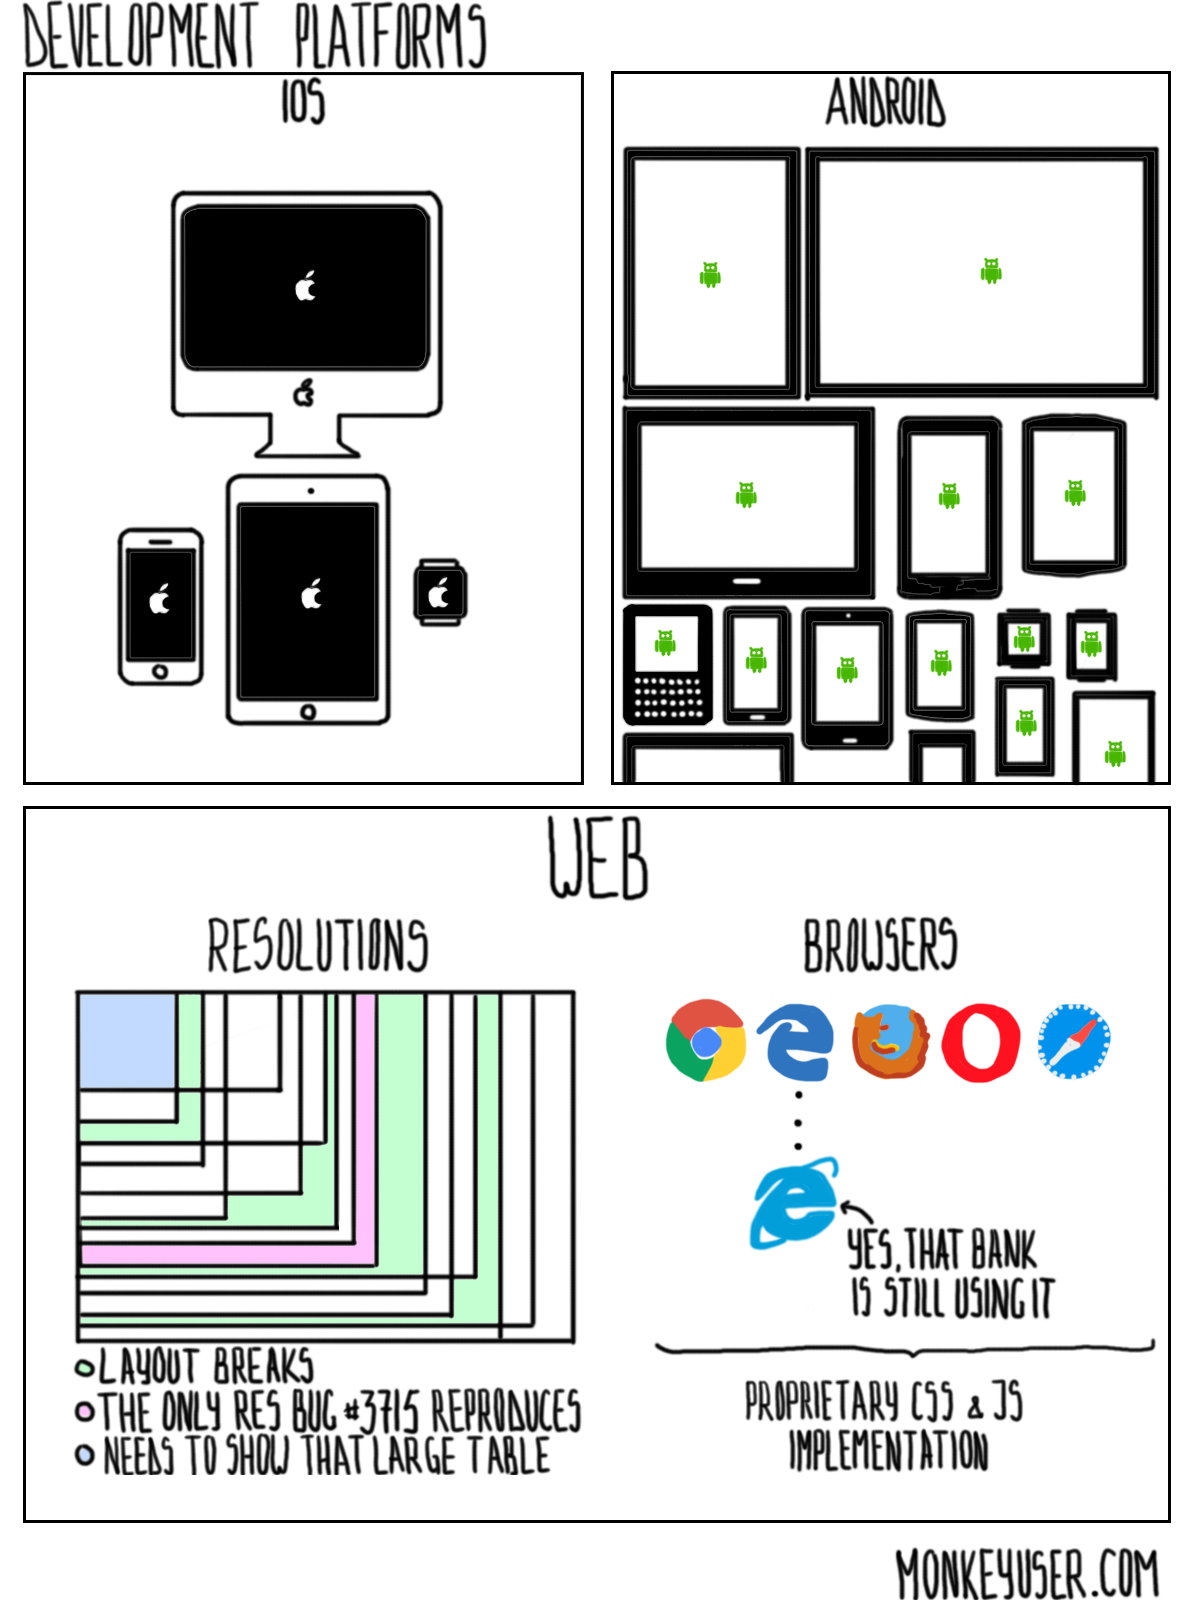 DEVELOPMENT PLATFORMS
IOS
ANDROID
WEB
RESOLUTIONS
BROWSERS
YES, THAT BANK
IS STILL USING IT
LAYOUT BREAKS
THE ONLY RES BUG #3715 REPRODUCES
NEEDS TO SHOW THAT LARGE TABLE
PROPRIETARY CSS & JS
IMPLEMENTATION
MONKEYUSER.COM